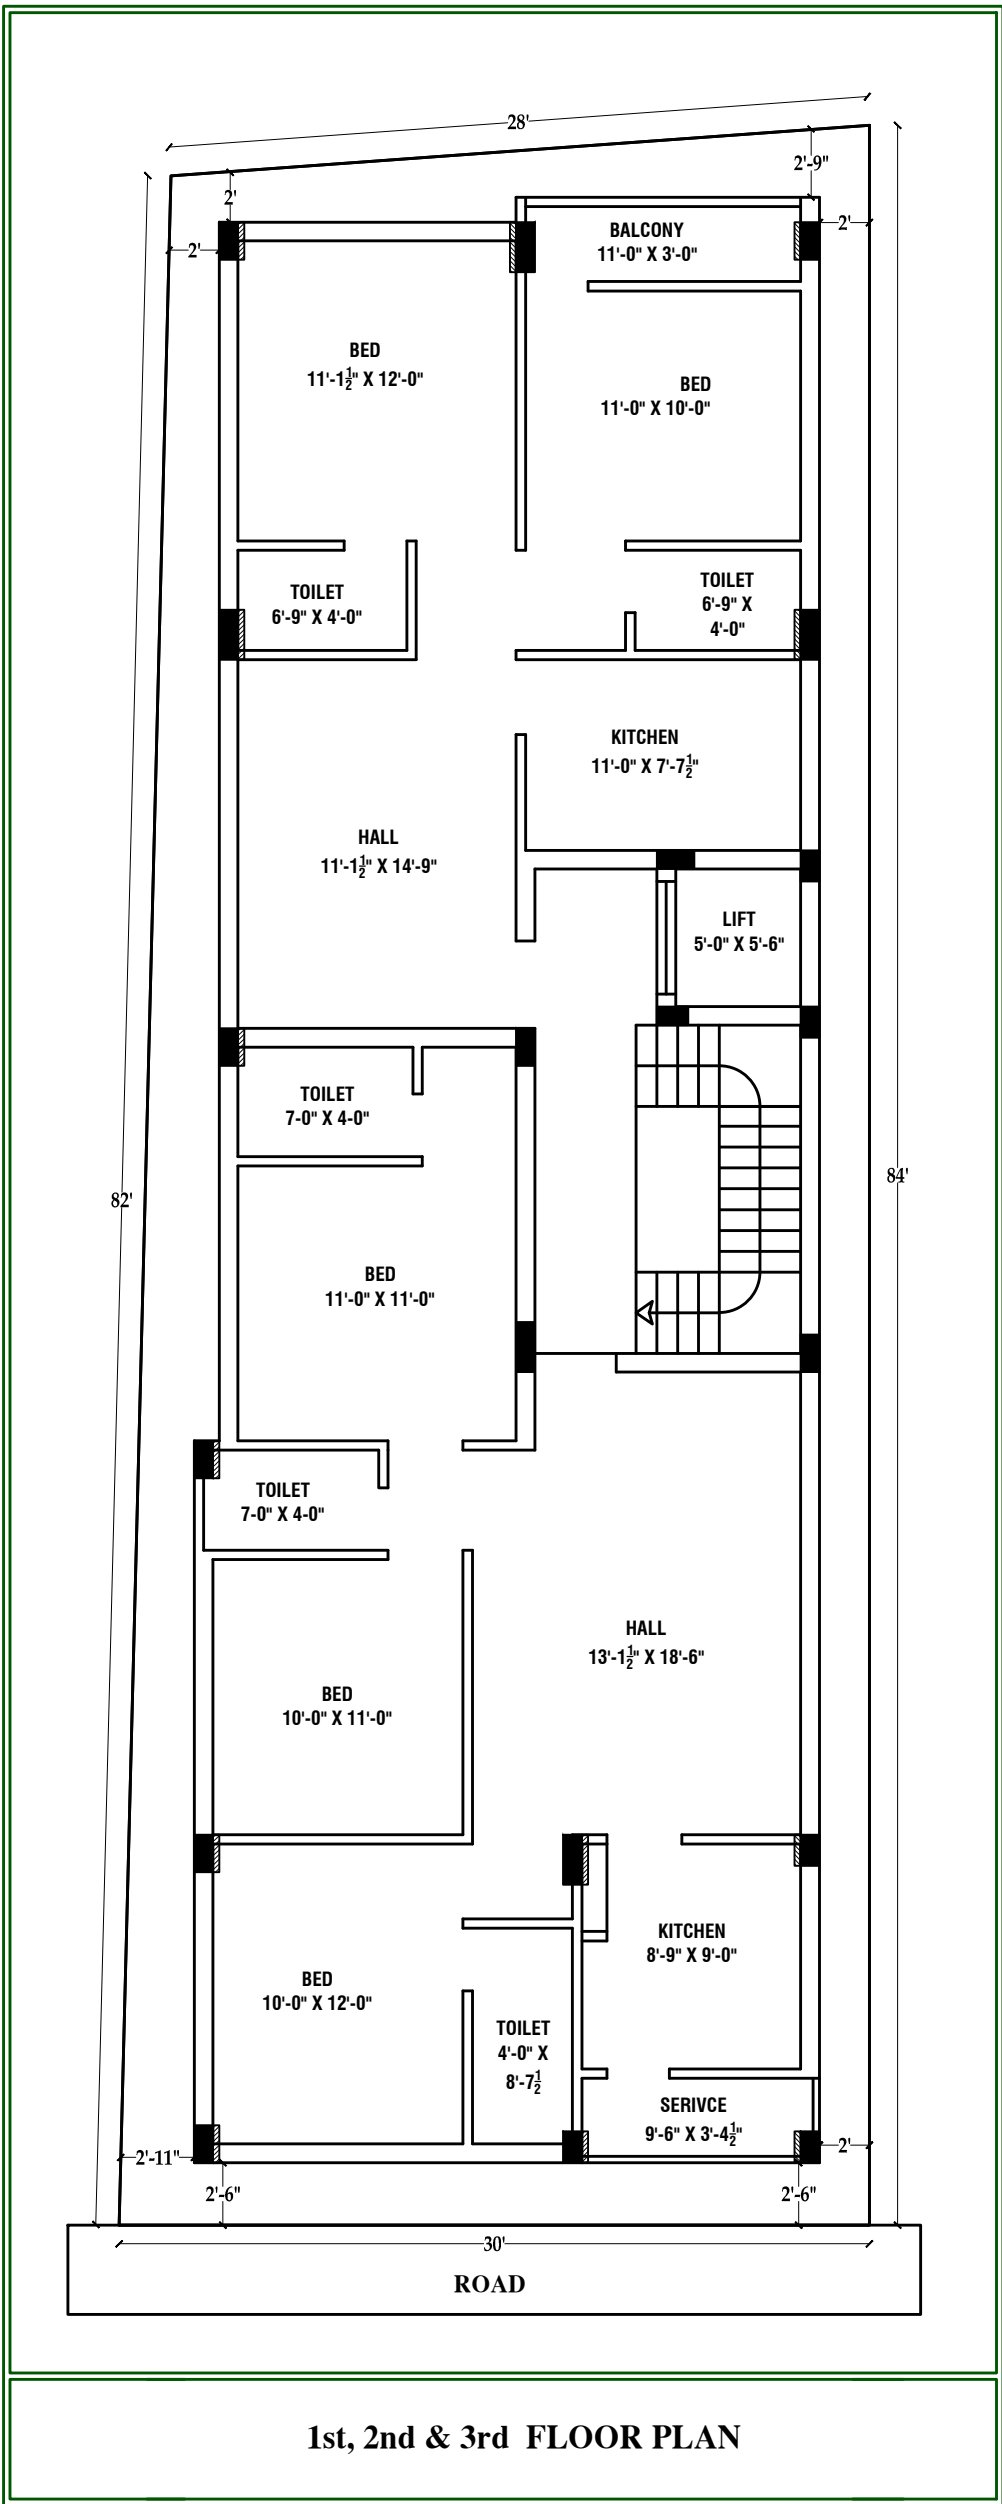 28'
2'-9"
2'
2'
2'
BALCONY
11'-0" X 3'-0"
BED
11'-1½" X 12'-0"
BED
11'-0" X 10'-0"
TOILET
6'-9" X 4'-0"
TOILET
6'-9" X
4'-0"
KITCHEN
11'-0" X 7'-7½"
HALL
11'-1½" X 14'-9"
LIFT
5'-0" X 5'-6"
TOILET
7-0" X 4-0"
82'
84'
BED
11'-0" X 11'-0"
TOILET
7-0" X 4-0"
HALL
13'-1½" X 18'-6"
BED
10'-0" X 11'-0"
KITCHEN
8'-9" X 9'-0"
BED
10'-0" X 12'-0"
TOILET
4'-0" X
8'-7½
SERIVCE
9'-6" X 3'-4½"
2'-11"
2'
2'-6"
2'-6"
30'
ROAD
1st, 2nd & 3rd FLOOR PLAN